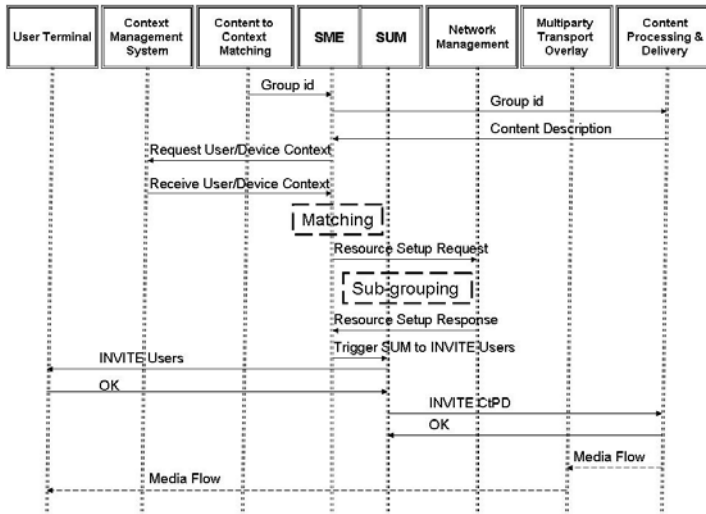 User Terminal
Context
Management
System
Content to
Context
Matching
SME
SUM
Network
Management
Multiparty
Transport
Overlay
Content
Processing &
Delivery
Group id
Group id
Content Description
Request User/Device Context
Receive User/Device Context
Matching
Resource Setup Request
Sub-grouping
Resource Setup Response
Trigger SUM to INVITE Users
INVITE Users
OK
INVITE CtPD
OK
Media Flow
Media Flow